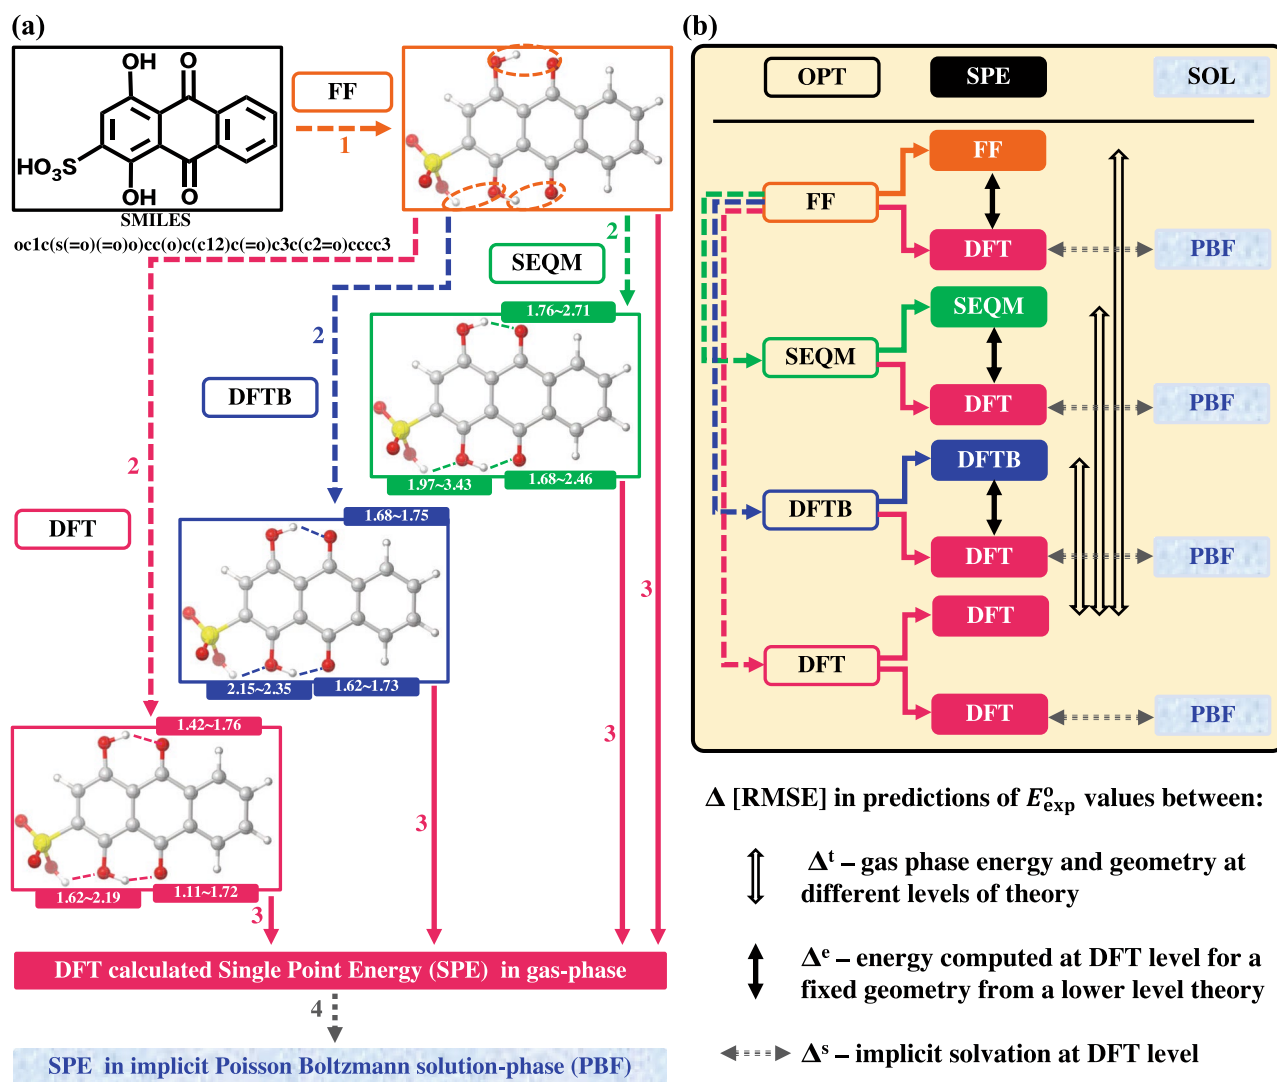 (a)
OH
O
HO3S
OH
O
SMILES
oc1c(s(=o)(=o)o)cc(o)c(c12)c(=o)c3c(c2=o)cccc3
FF
1
2
SEQM
1.76~2.71
1.97~3.43
1.68~2.46
2
DFTB
1.68~1.75
2.15~2.35
1.62~1.73
2
DFT
1.42~1.76
1.62~2.19
1.11~1.72
3
3
3
3
DFT calculated Single Point Energy (SPE) in gas-phase
4
SPE in implicit Poisson Boltzmann solution-phase (PBF)
(b)
OPT
SPE
SOL
FF
FF
DFT
PBF
SEQM
SEQM
DFT
PBF
DFTB
DFTB
DFT
PBF
DFT
DFT
DFT
PBF
Δ [RMSE] in predictions of E°exp values between:
Δt – gas phase energy and geometry at
different levels of theory
Δe – energy computed at DFT level for a
fixed geometry from a lower level theory
Δs – implicit solvation at DFT level